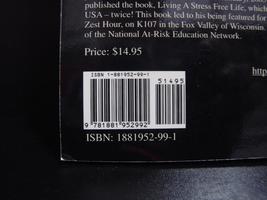 published the book, Living A Stress Free Life, which
USA – twice! This book led to his being featured for
Zest Hour, on K107 in the Fox Valley of Wisconsin.
of the National At-Risk Education Network.
Price: $14.95
http
ISBN 1-881952-99-1
51495
9 781881 952992
ISBN: 1881952-99-1